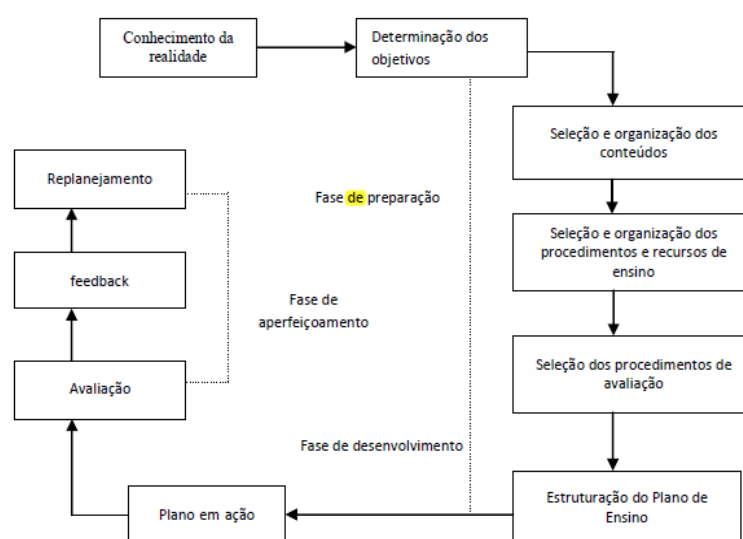 Conhecimento da
realidade
Determinação dos
objetivos
Seleção e organização dos
conteúdos
Seleção e organização dos
procedimentos e recursos de
ensino
Seleção dos procedimentos de
avaliação
Estruturação do Plano de
Ensino
Plano em ação
Avaliação
feedback
Replanejamento
Fase de preparação
Fase de
aperfeiçoamento
Fase de desenvolvimento